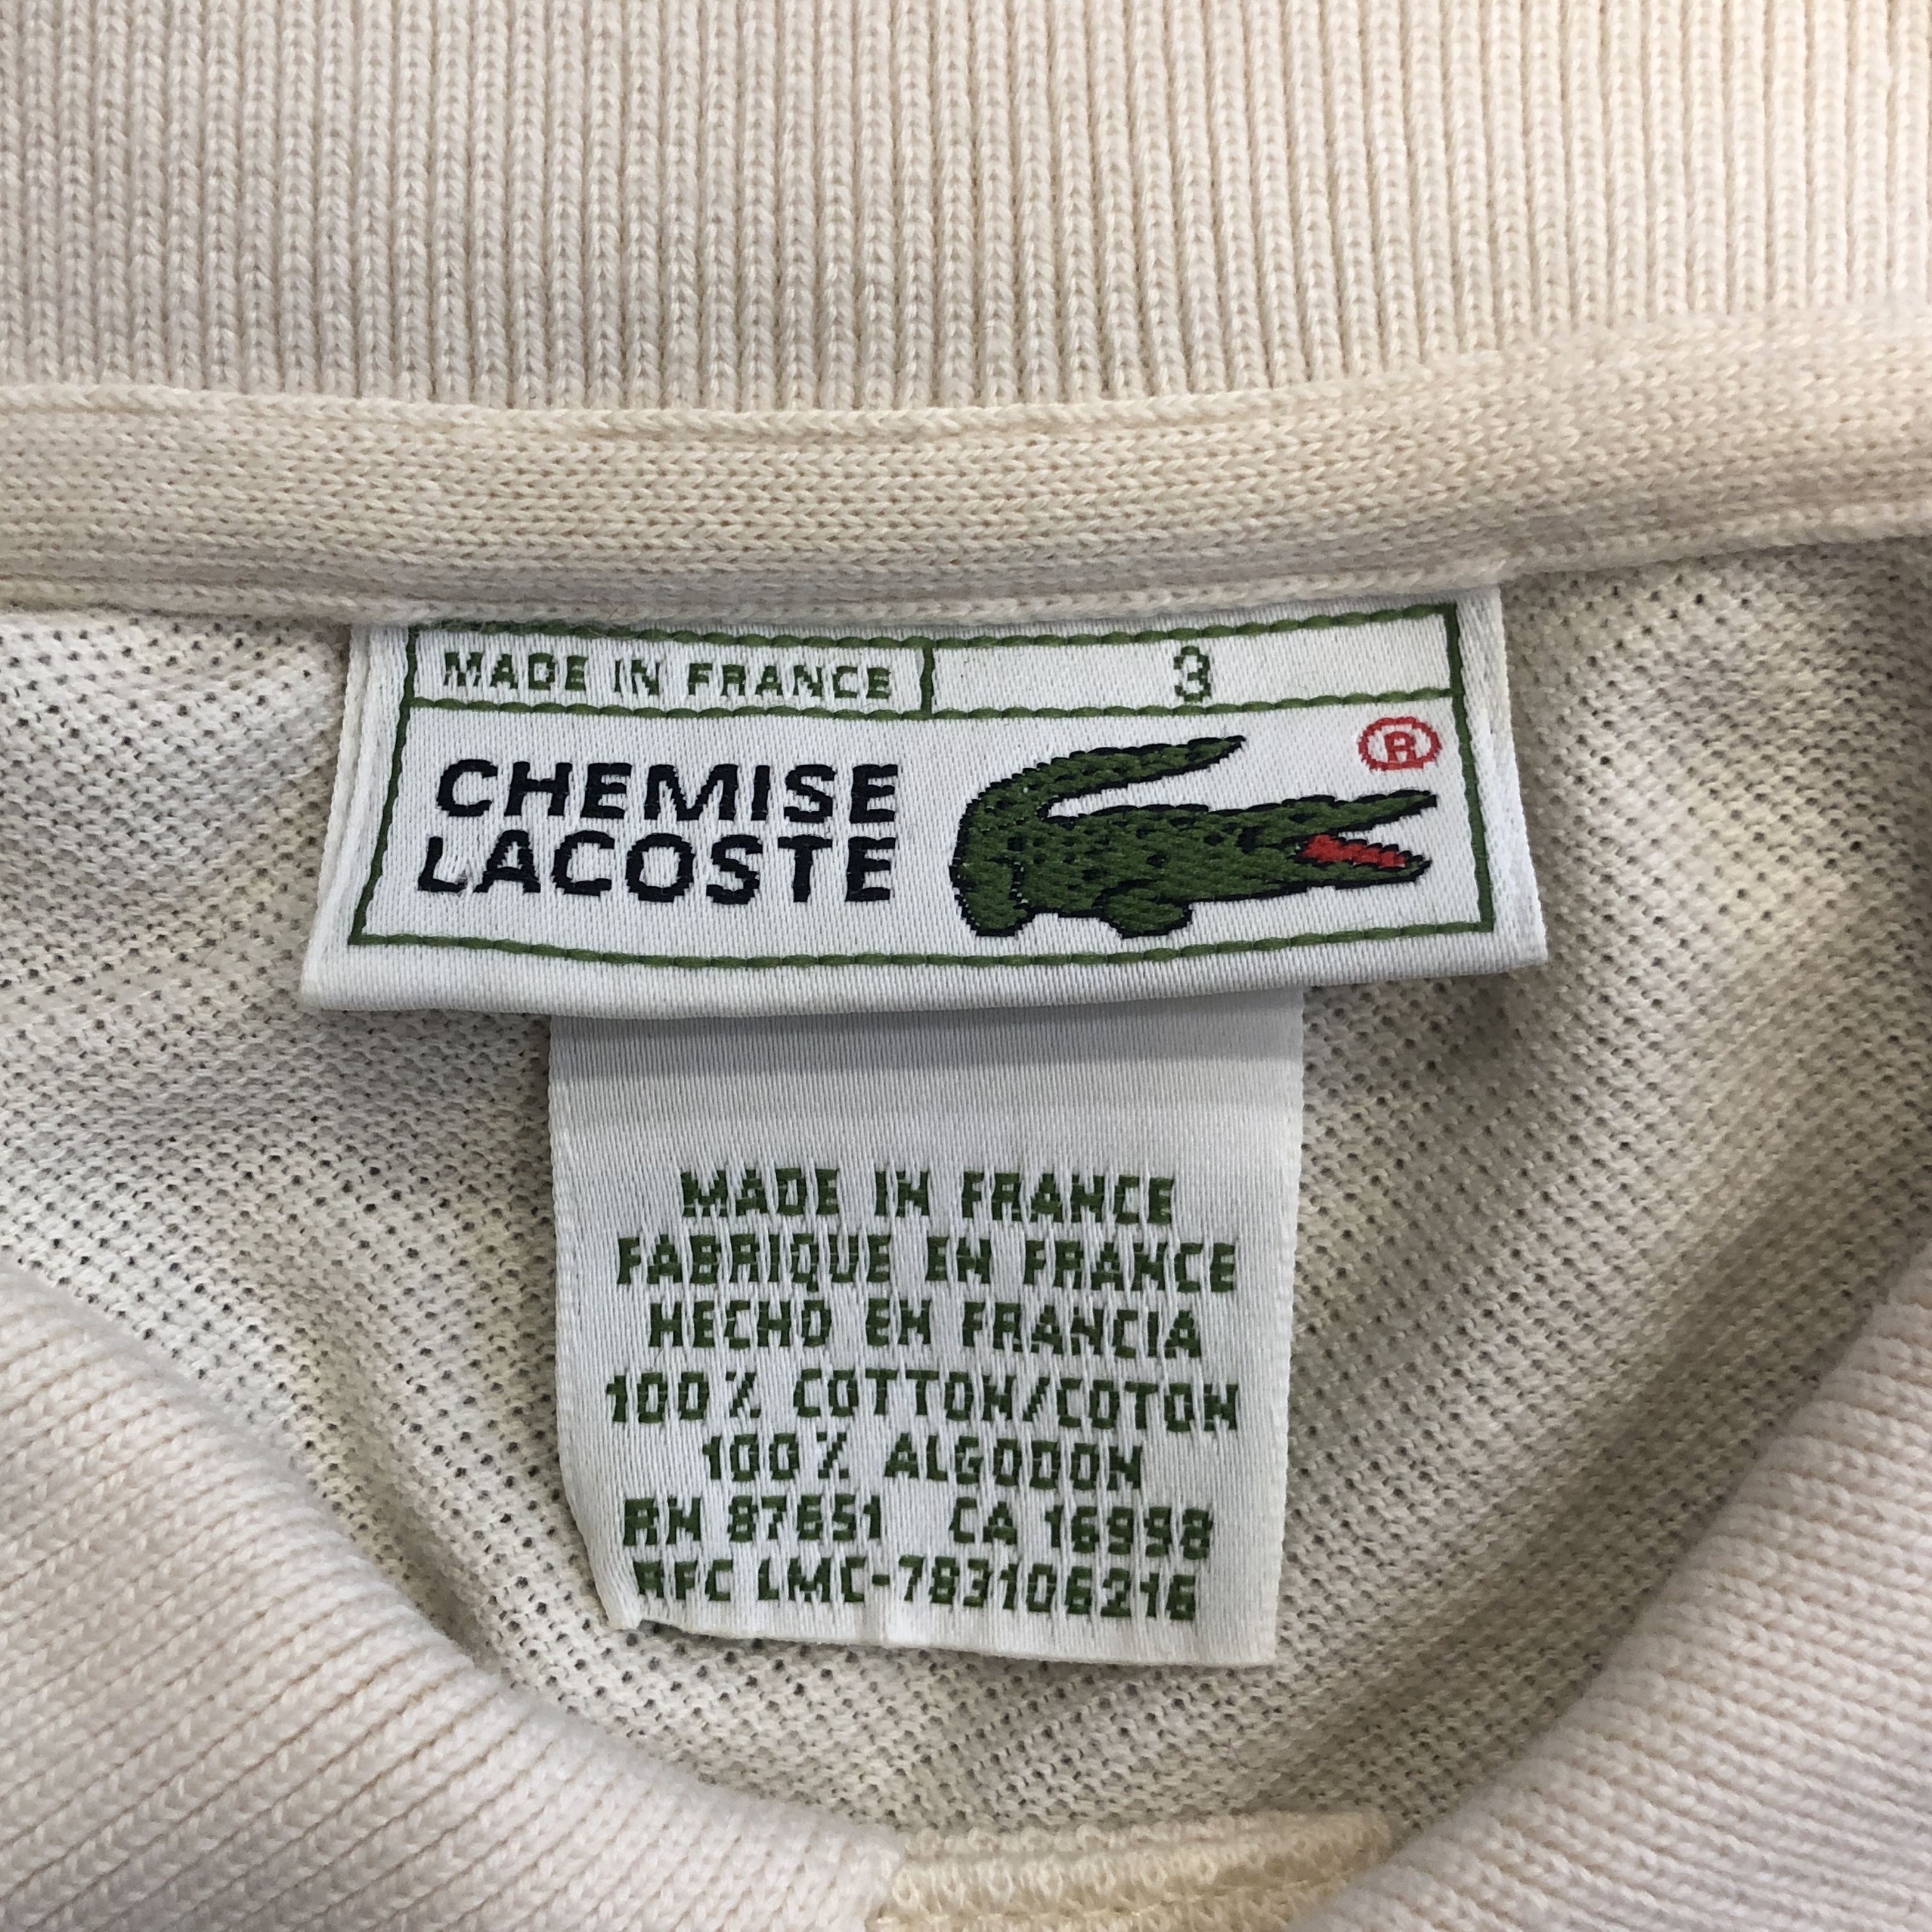 MADE IN FRANCE 3
CHEMISE
LACOSTE
®
MADE IN FRANCE
FABRIQUE EN FRANCE
HECHO EN FRANCIA
100% COTTON/COTON
100% ALGODON
RN 87651 CA 16998
RFC LMC-783106216